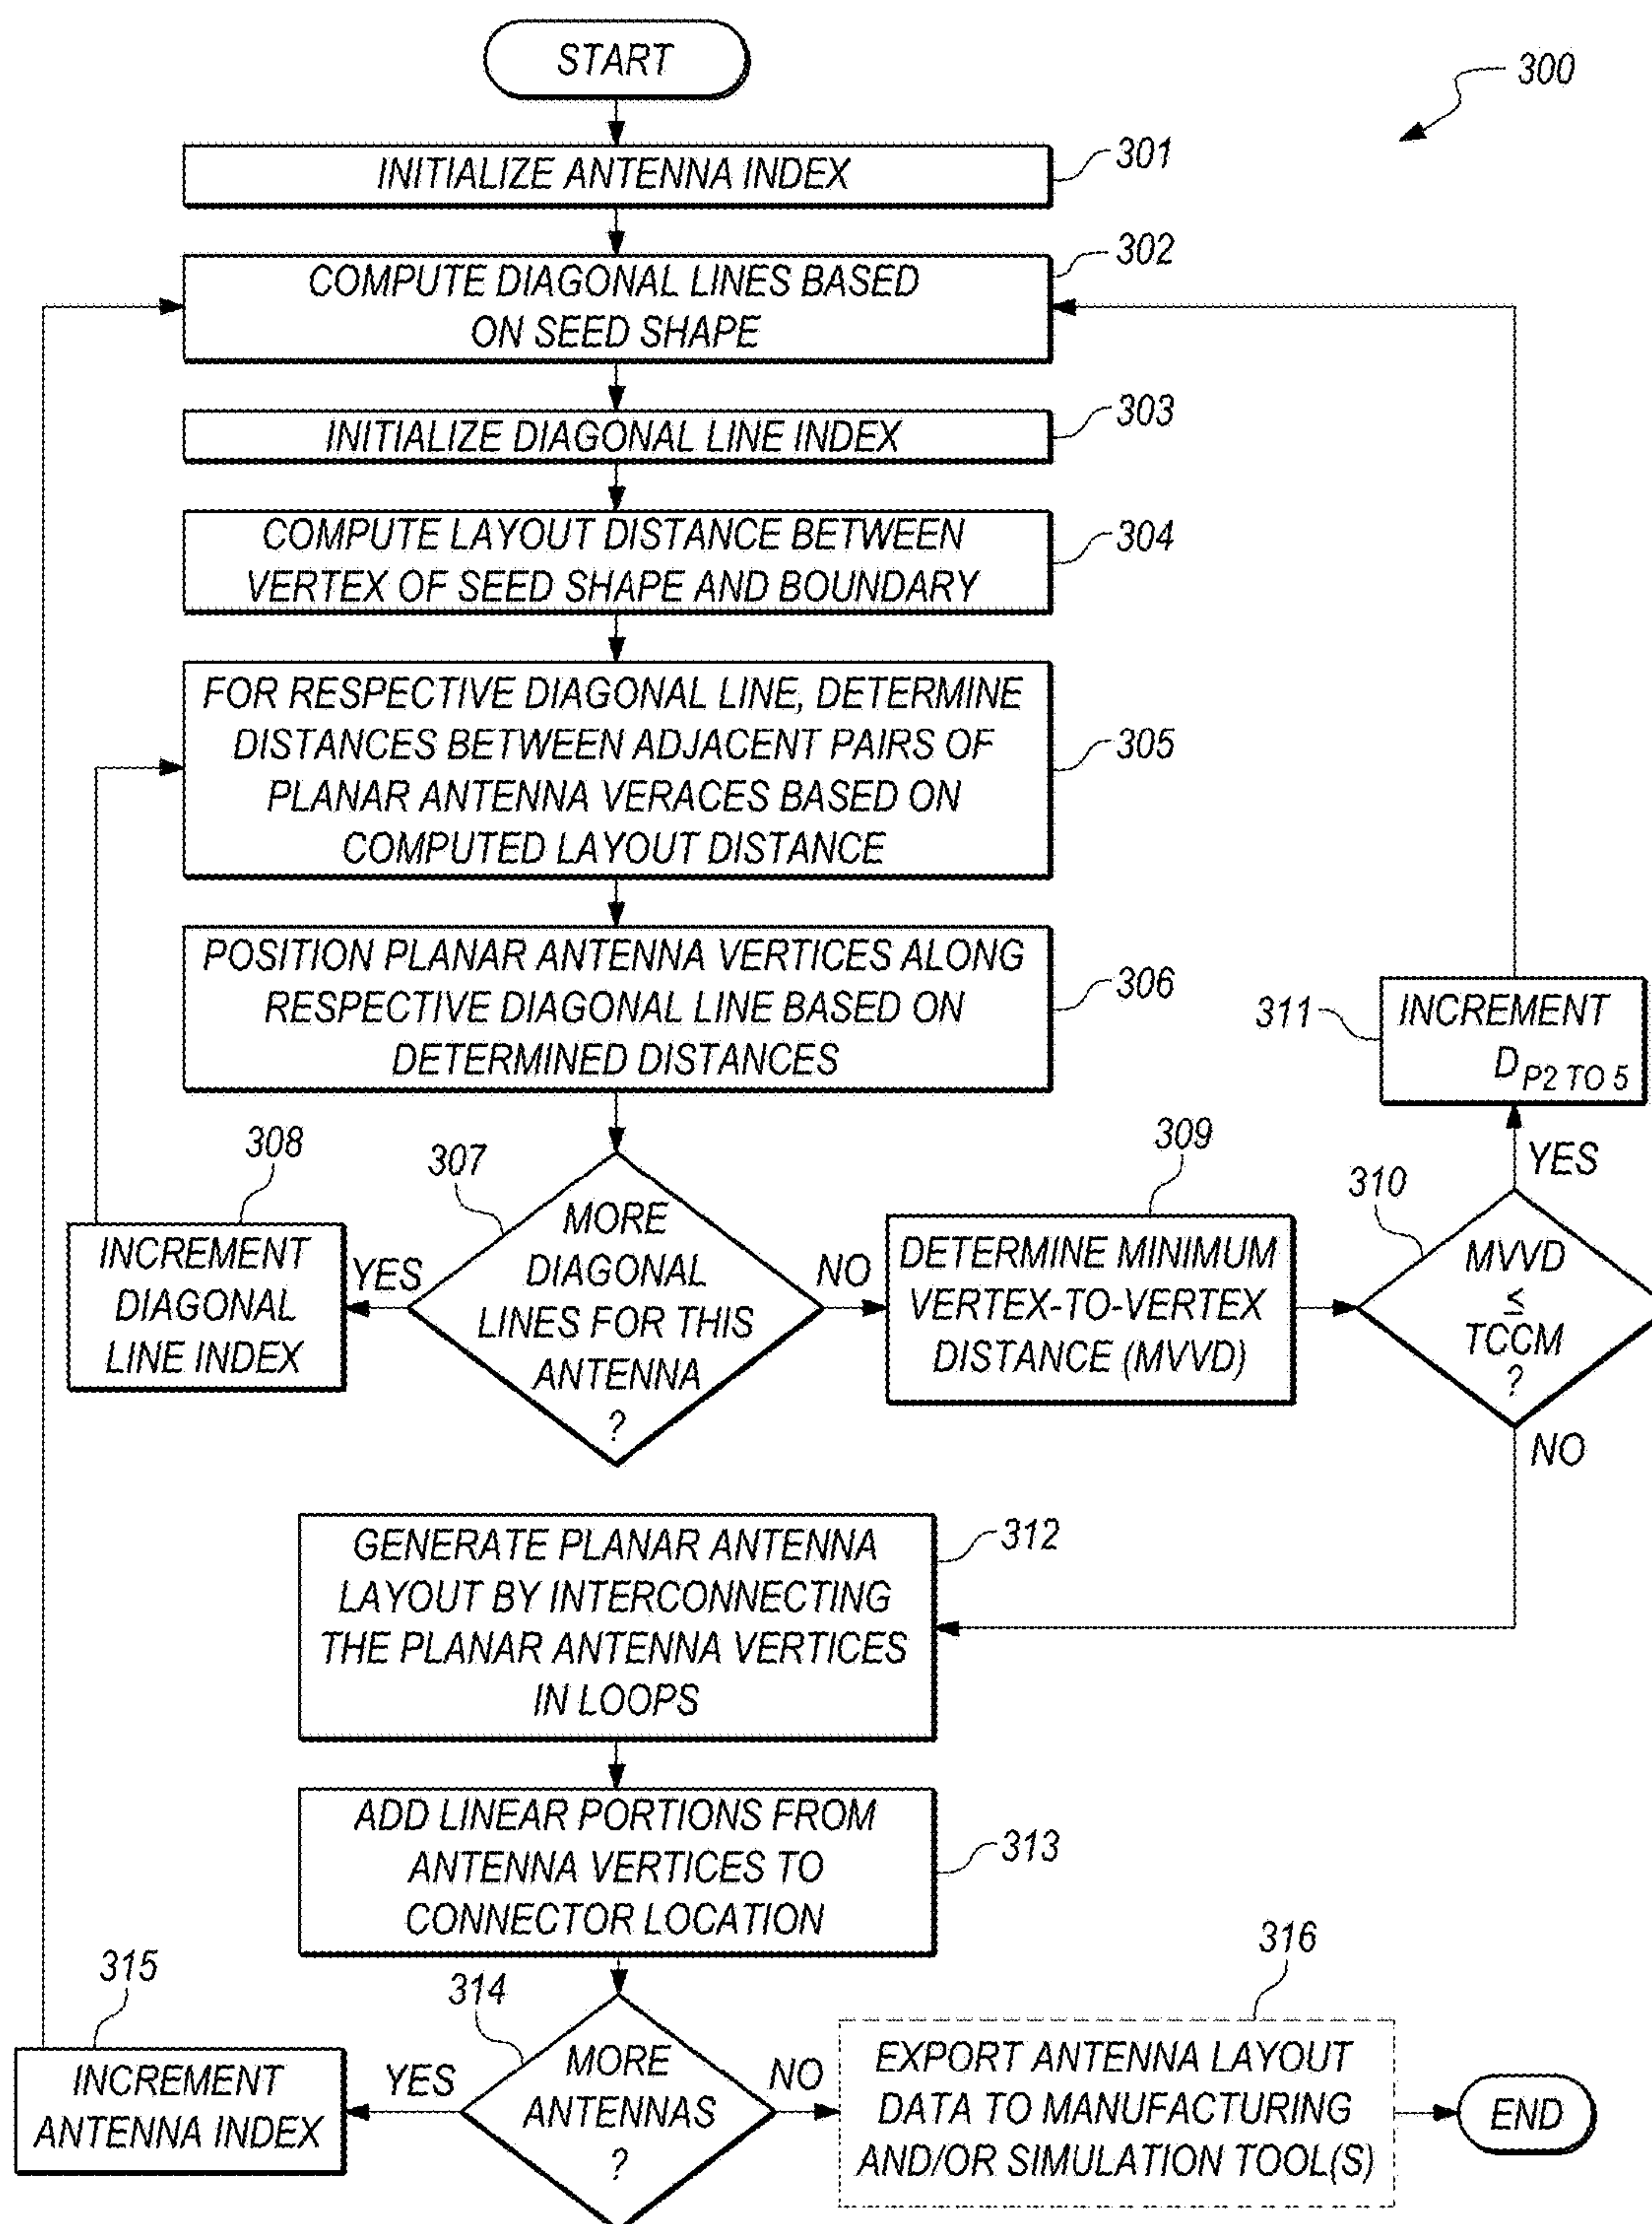 START
300
INITIALIZE ANTENNA INDEX
301
COMPUTE DIAGONAL LINES BASED
ON SEED SHAPE
302
INITIALIZE DIAGONAL LINE INDEX
303
COMPUTE LAYOUT DISTANCE BETWEEN
VERTEX OF SEED SHAPE AND BOUNDARY
304
FOR RESPECTIVE DIAGONAL LINE, DETERMINE
DISTANCES BETWEEN ADJACENT PAIRS OF
PLANAR ANTENNA VERACES BASED ON
COMPUTED LAYOUT DISTANCE
305
POSITION PLANAR ANTENNA VERTICES ALONG
RESPECTIVE DIAGONAL LINE BASED ON
DETERMINED DISTANCES
306
311
INCREMENT
D P2 TO 5
308
INCREMENT
DIAGONAL
LINE INDEX
YES
307
MORE
DIAGONAL
LINES FOR THIS
ANTENNA
?
NO
309
DETERMINE MINIMUM
VERTEX-TO-VERTEX
DISTANCE (MVVD)
310
YES
MVVD
≤
TCCM
?
NO
GENERATE PLANAR ANTENNA
LAYOUT BY INTERCONNECTING
THE PLANAR ANTENNA VERTICES
IN LOOPS
312
ADD LINEAR PORTIONS FROM
ANTENNA VERTICES TO
CONNECTOR LOCATION
313
315
INCREMENT
ANTENNA INDEX
YES
314
MORE
ANTENNAS
?
NO
316
EXPORT ANTENNA LAYOUT
DATA TO MANUFACTURING
AND/OR SIMULATION TOOL(S)
END